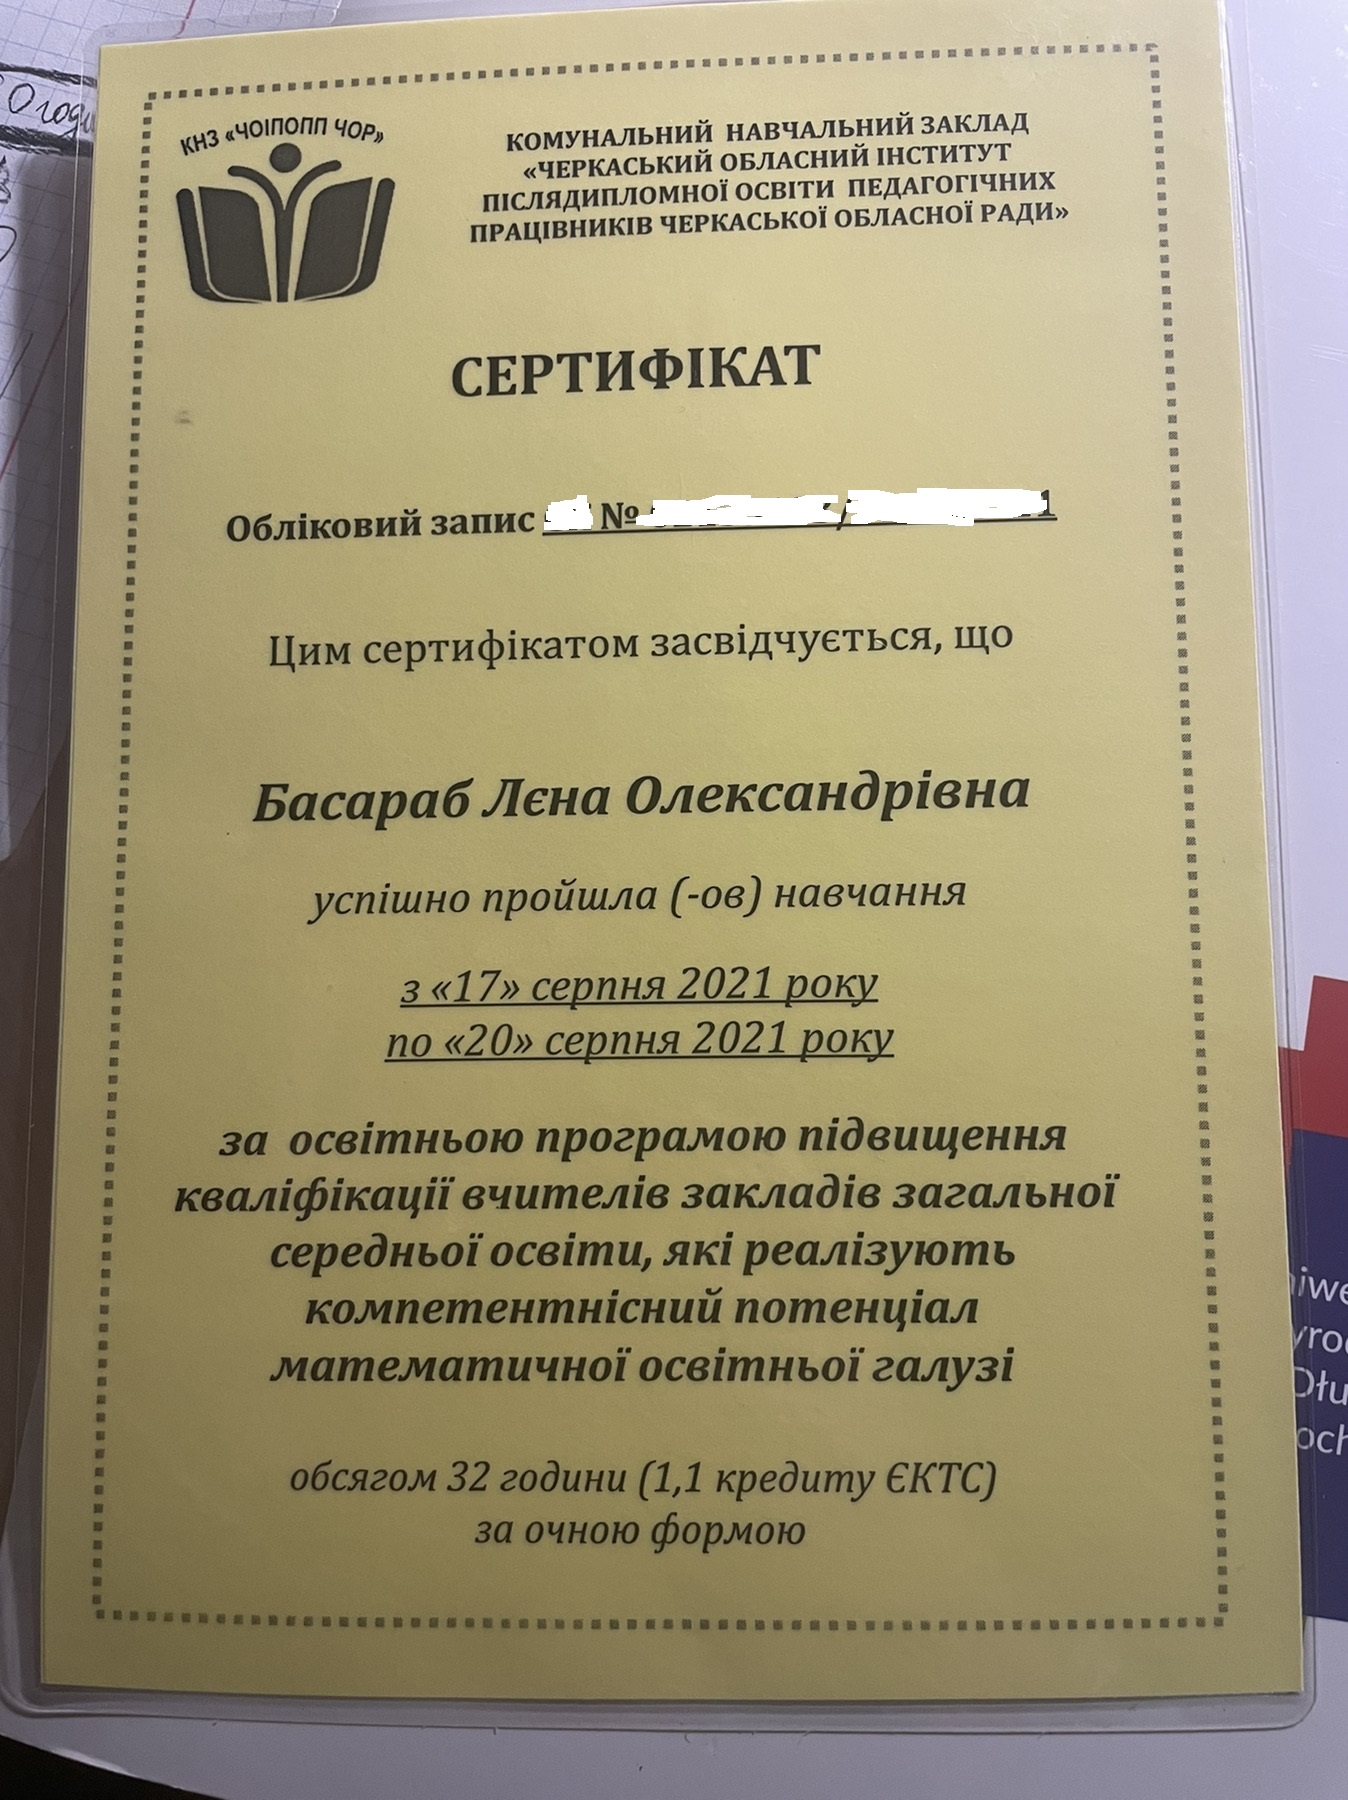 О годи
КНЗ «ЧОІПОПП ЧОР»
КОМУНАЛЬНИЙ НАВЧАЛЬНИЙ ЗАКЛАД
«ЧЕРКАСЬКИЙ ОБЛАСНИЙ ІНСТИТУТ
ПІСЛЯДИПЛОМНОЇ ОСВІТИ ПЕДАГОГІЧНИХ
ПРАЦІВНИКІВ ЧЕРКАСЬКОЇ ОБЛАСНОЇ РАДИ»
СЕРТИФІКАТ
Обліковий запис №
Цим сертифікатом засвідчується, що
Басараб Лєна Олександрівна
успішно пройшла (-ов) навчання
з «17» серпня 2021 року
по «20» серпня 2021 року
за освітньою програмою підвищення
кваліфікації вчителів закладів загальної
середньої освіти, які реалізують
компетентнісний потенціал
математичної освітньої галузі
обсягом 32 години (1,1 кредиту ЄКТС)
за очною формою